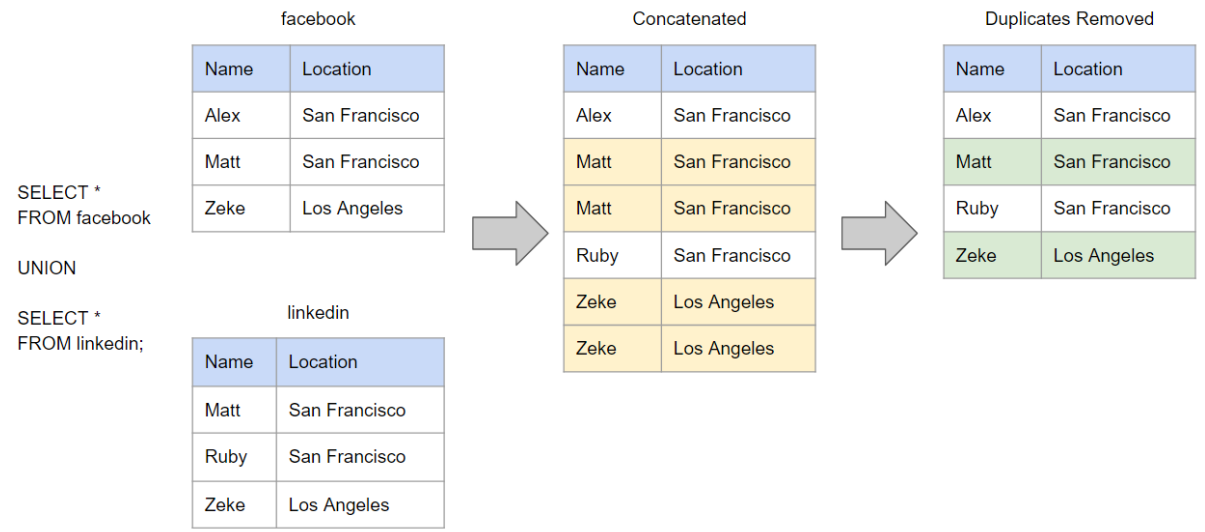 SELECT *
FROM facebook
UNION
SELECT *
FROM linkedin;
facebook
Name Location
Alex San Francisco
Matt San Francisco
Zeke Los Angeles
linkedin
Name Location
Matt San Francisco
Ruby San Francisco
Zeke Los Angeles
Concatenated
Name Location
Alex San Francisco
Matt San Francisco
Matt San Francisco
Ruby San Francisco
Zeke Los Angeles
Zeke Los Angeles
Duplicates Removed
Name Location
Alex San Francisco
Matt San Francisco
Ruby San Francisco
Zeke Los Angeles